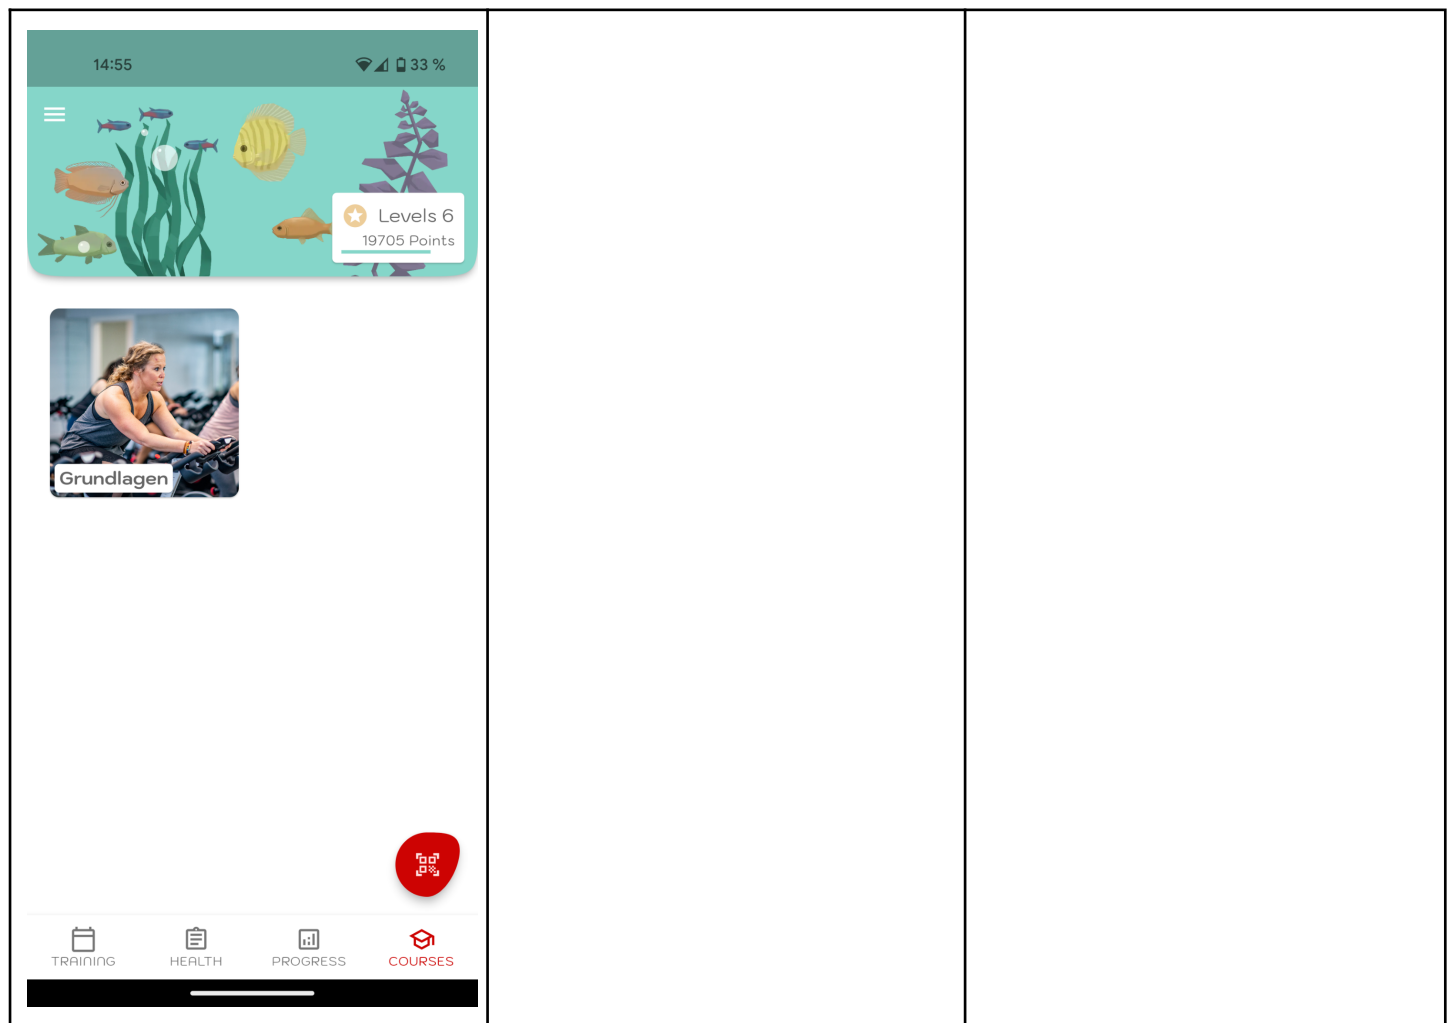 14:55
33 %
Levels 6
19705 Points
Grundlagen
TRAINING
HEALTH
PROGRESS
COURSES